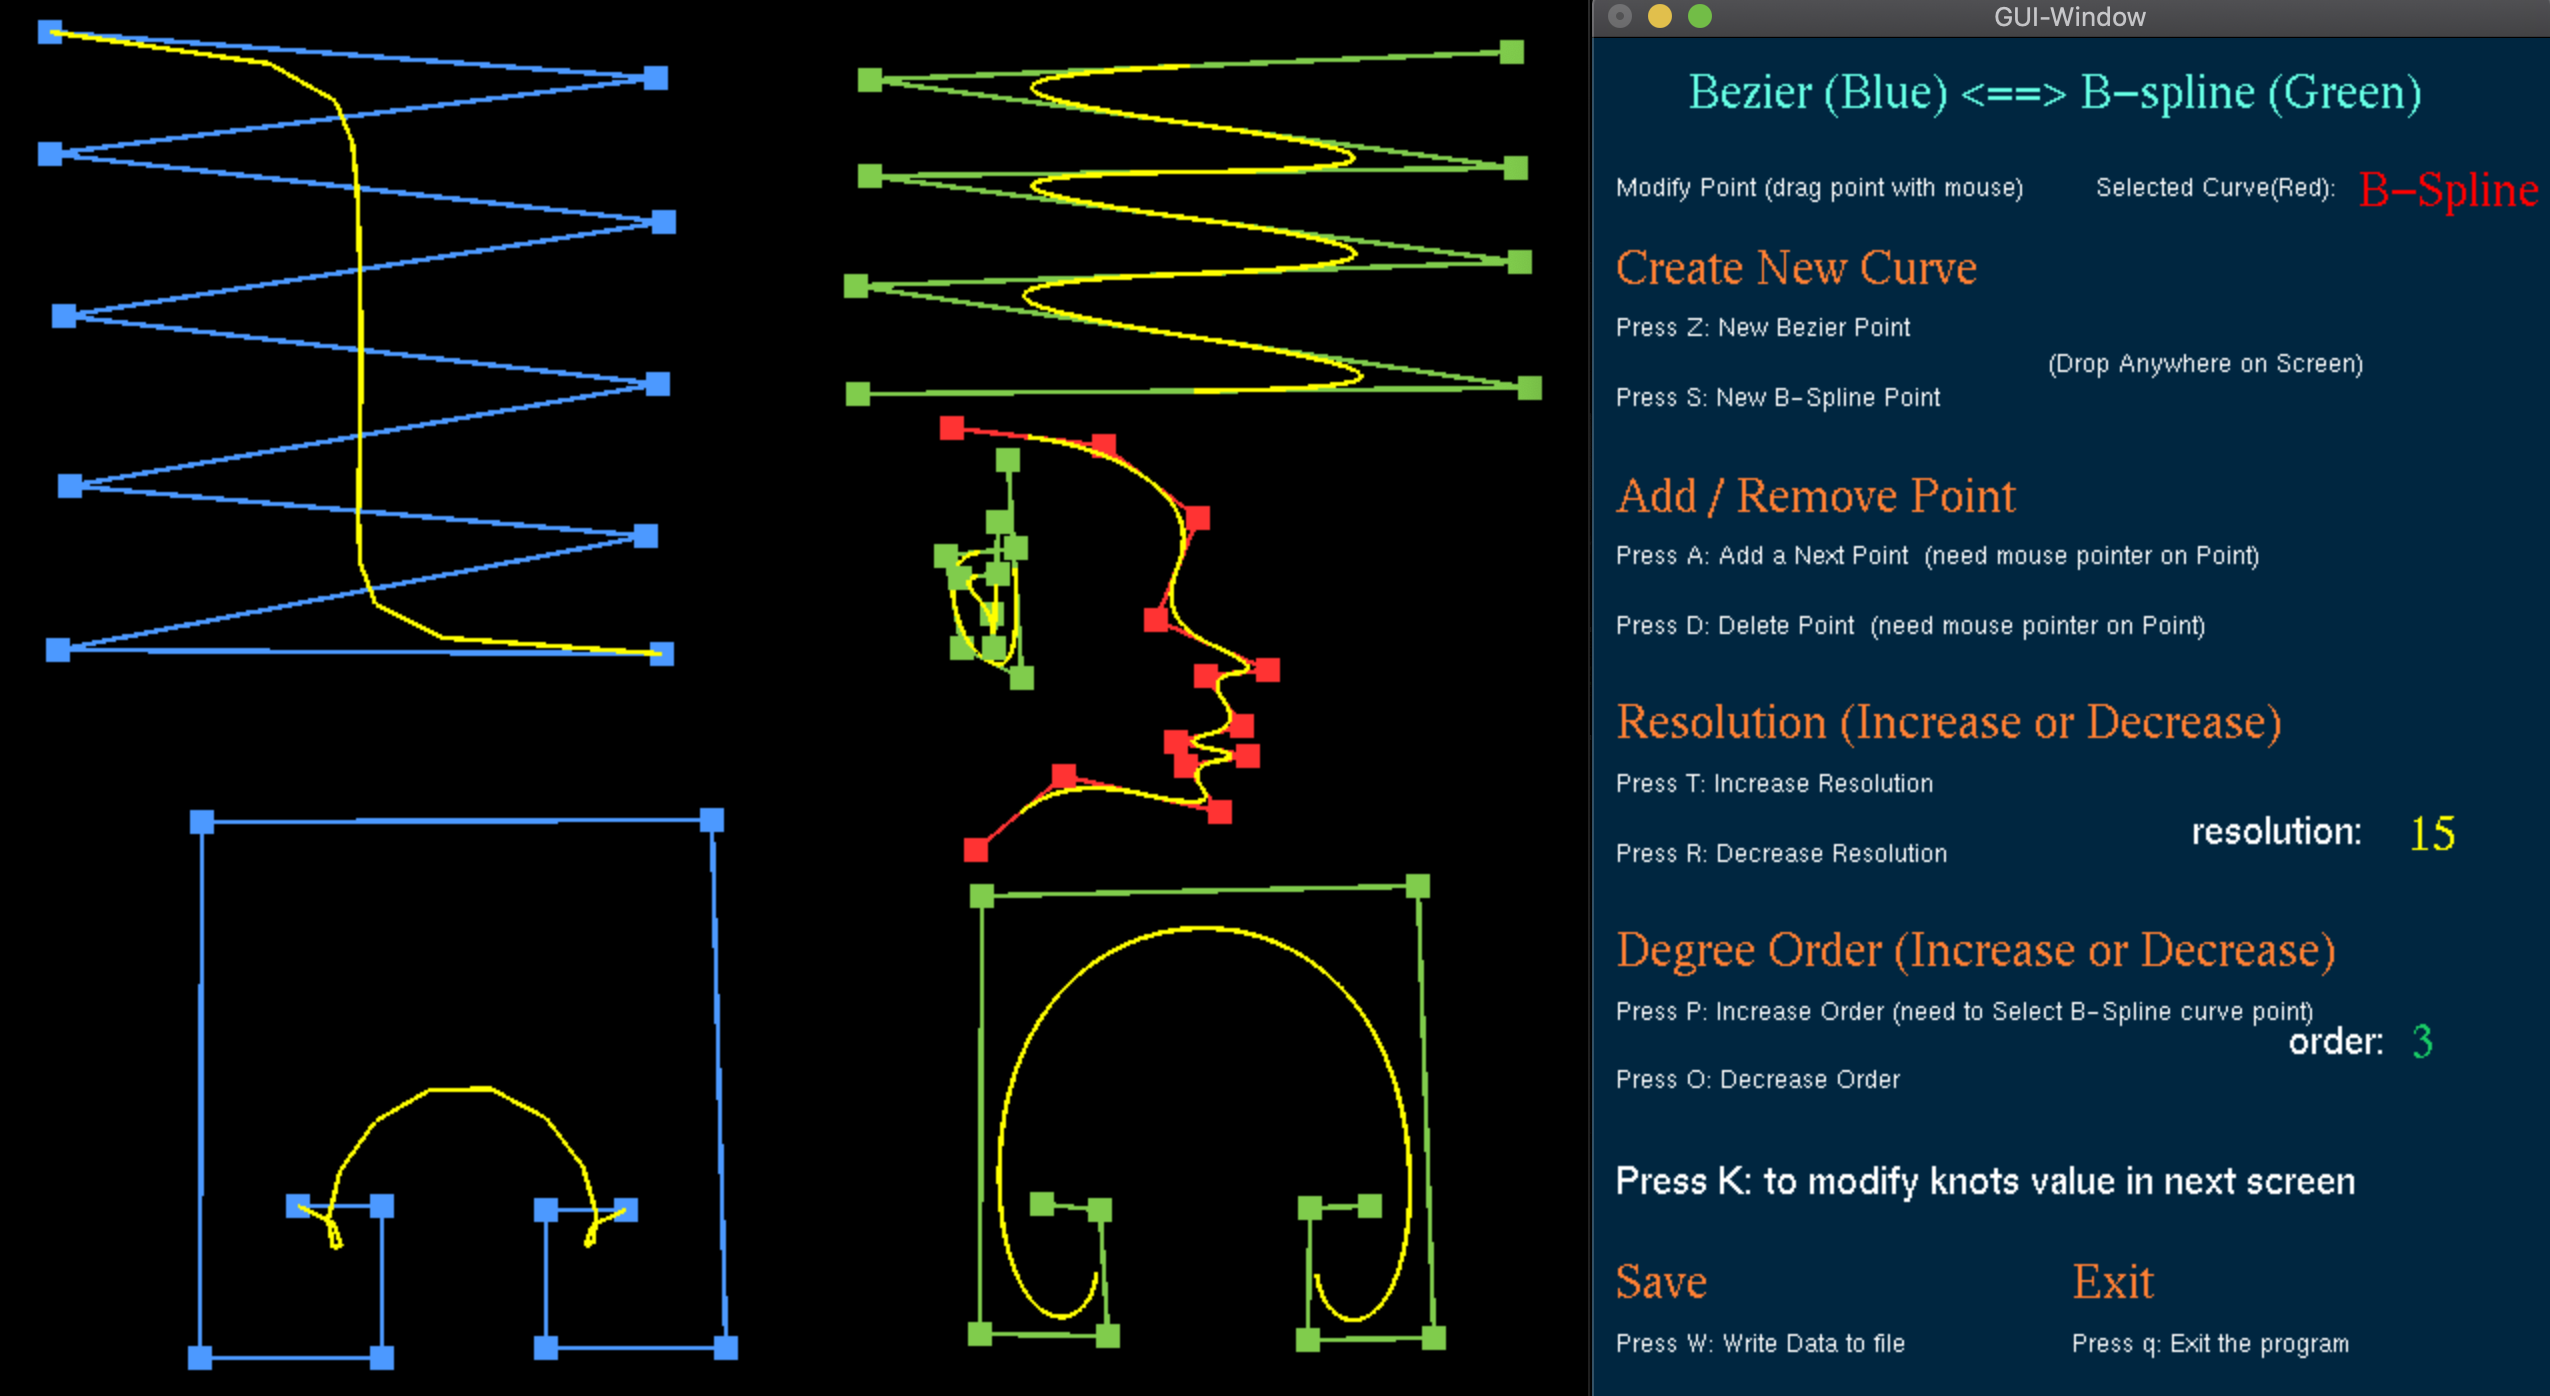 GUI-Window
Bezier (Blue) <==> B-spline (Green)
Modify Point (drag point with mouse) Selected Curve(Red): B-Spline
Create New Curve
Press Z: New Bezier Point
(Drop Anywhere on Screen)
Press S: New B-Spline Point
Add / Remove Point
Press A: Add a Next Point (need mouse pointer on Point)
Press D: Delete Point (need mouse pointer on Point)
Resolution (Increase or Decrease)
Press T: Increase Resolution
resolution: 15
Press R: Decrease Resolution
Degree Order (Increase or Decrease)
Press P: Increase Order (need to Select B-Spline curve point)
order: 3
Press O: Decrease Order
Press K: to modify knots value in next screen
Save Exit
Press W: Write Data to file Press q: Exit the program